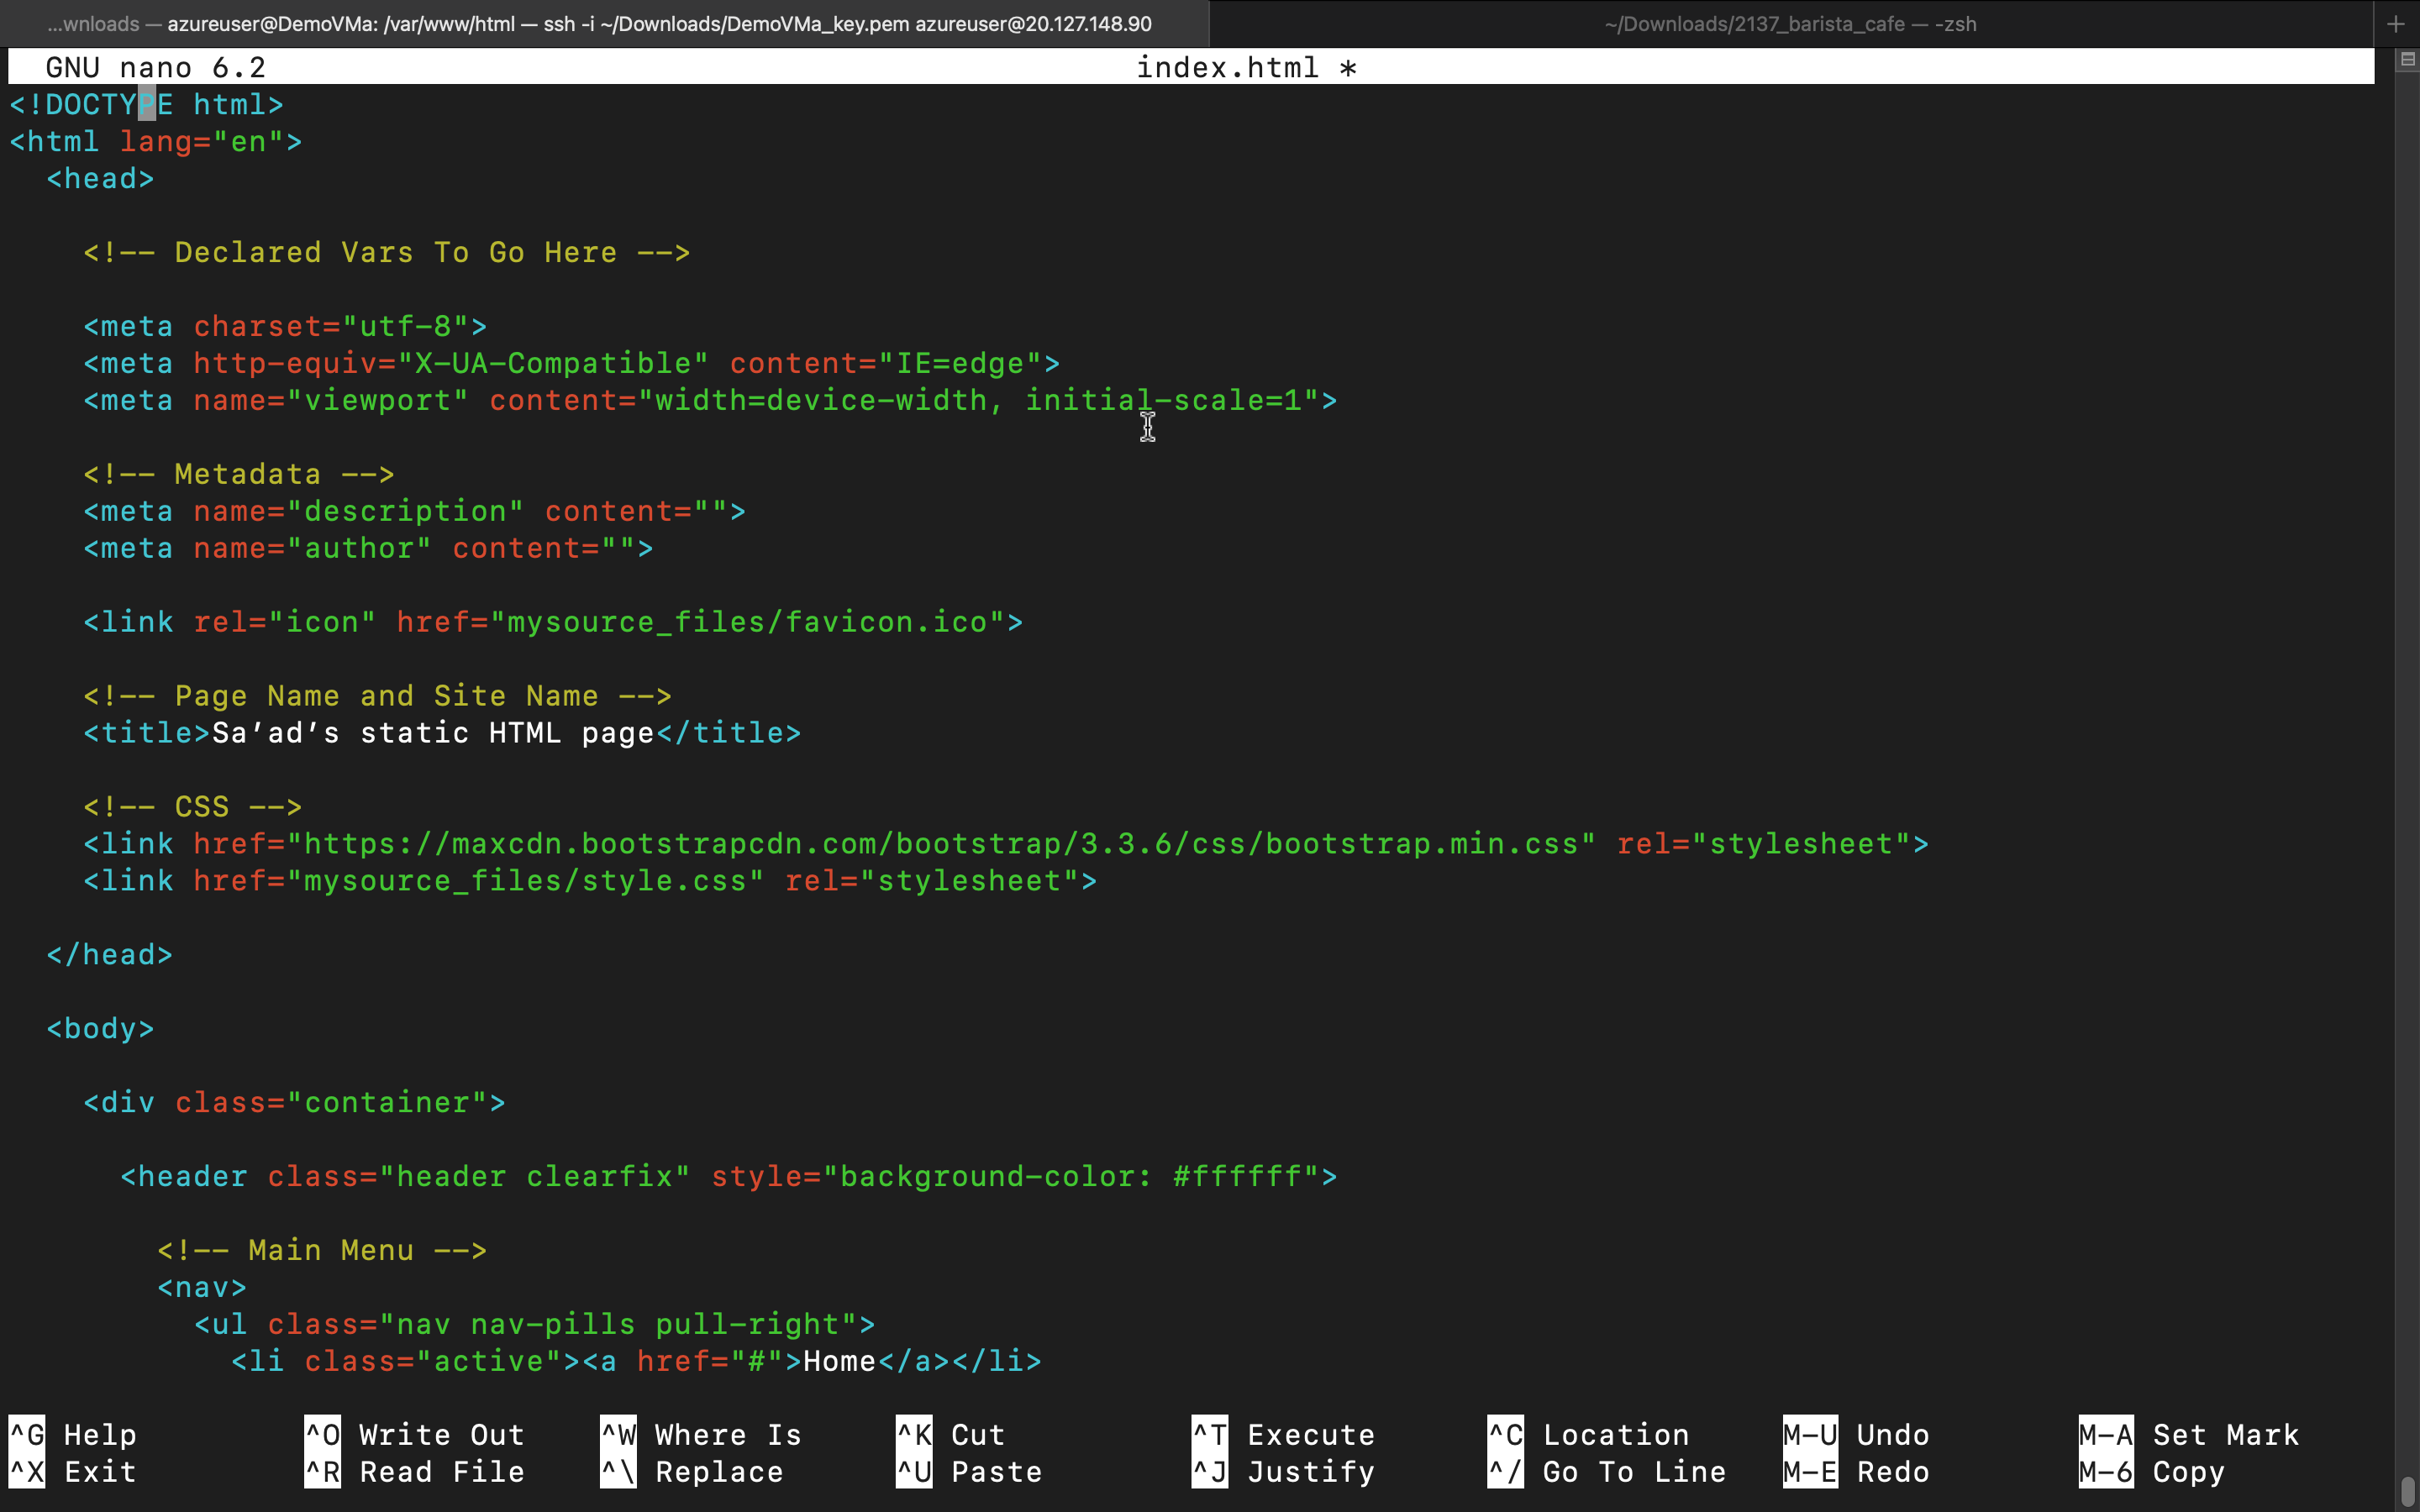 ...wnloads — azureuser@DemoVMa: /var/www/html — ssh -i ~/Downloads/DemoVMa_key.pem azureuser@20.127.148.90
~/Downloads/2137_barista_cafe — -zsh
+
GNU nano 6.2 index.html *
<!DOCTYPE html>
<html lang="en">
  <head>

    <!-- Declared Vars To Go Here -->

    <meta charset="utf-8">
    <meta http-equiv="X-UA-Compatible" content="IE=edge">
    <meta name="viewport" content="width=device-width, initial-scale=1">

    <!-- Metadata -->
    <meta name="description" content="">
    <meta name="author" content="">

    <link rel="icon" href="mysource_files/favicon.ico">

    <!-- Page Name and Site Name -->
    <title>Sa’ad’s static HTML page</title>

    <!-- CSS -->
    <link href="https://maxcdn.bootstrapcdn.com/bootstrap/3.3.6/css/bootstrap.min.css" rel="stylesheet">
    <link href="mysource_files/style.css" rel="stylesheet">

  </head>

  <body>

    <div class="container">

      <header class="header clearfix" style="background-color: #ffffff">

        <!-- Main Menu -->
        <nav>
          <ul class="nav nav-pills pull-right">
            <li class="active"><a href="#">Home</a></li>

^G Help ^O Write Out ^W Where Is ^K Cut ^T Execute ^C Location M-U Undo M-A Set Mark
^X Exit ^R Read File ^\ Replace ^U Paste ^J Justify ^/ Go To Line M-E Redo M-6 Copy